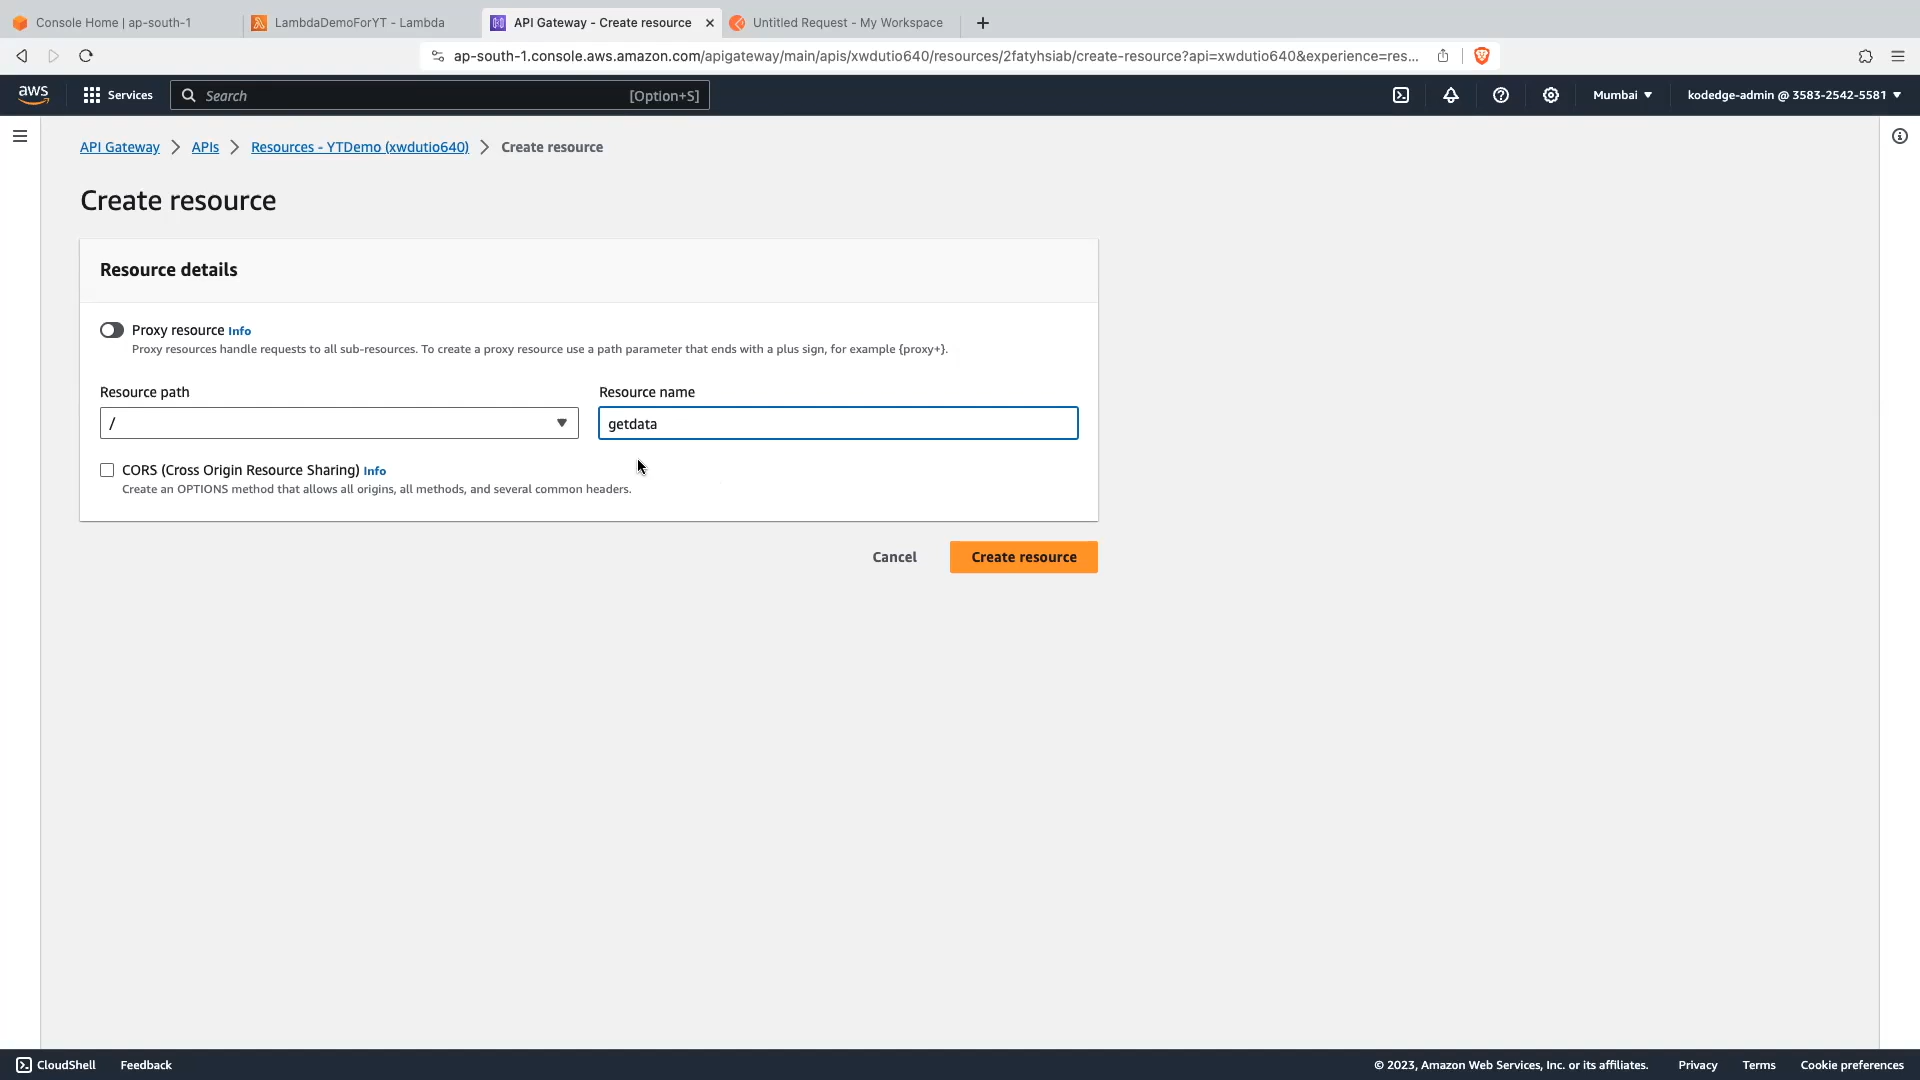 Console Home | ap-south-1
LambdaDemoForYT - Lambda
API Gateway - Create resource
Untitled Request - My Workspace
ap-south-1.console.aws.amazon.com/apigateway/main/apis/xwdutio640/resources/2fatyhsiab/create-resource?api=xwdutio640&experience=res...
aws
Services
Search
[Option+S]
Mumbai
kodedge-admin @ 3583-2542-5581
API Gateway
APIs
Resources - YTDemo (xwdutio640)
Create resource
Create resource
Resource details
Proxy resource Info
Proxy resources handle requests to all sub-resources. To create a proxy resource use a path parameter that ends with a plus sign, for example {proxy+}.
Resource path
Resource name
/
getdata
CORS (Cross Origin Resource Sharing) Info
Create an OPTIONS method that allows all origins, all methods, and several common headers.
Cancel
Create resource
CloudShell
Feedback
© 2023, Amazon Web Services, Inc. or its affiliates.
Privacy
Terms
Cookie preferences